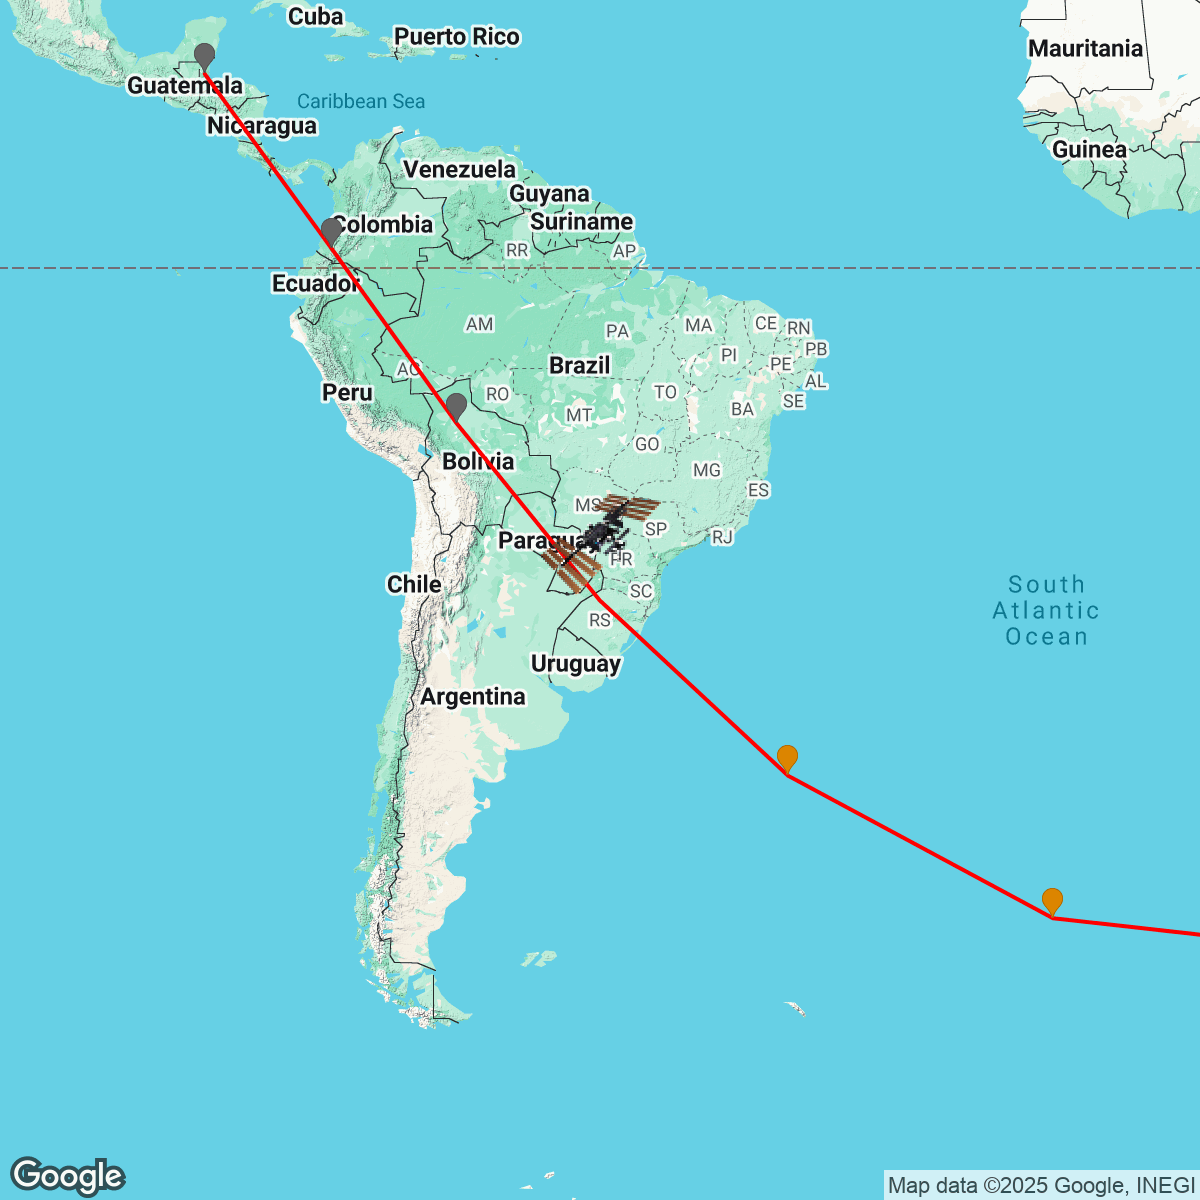 Cuba
Puerto Rico
Mauritania
Guatemala
Caribbean Sea
Nicaragua
Guinea
Venezuela
Guyana
Suriname
Colombia
RR
AP
Ecuador
AM
PA
MA
CE
RN
PB
PI
PE
Brazil
AC
AL
Peru
RO
TO
SE
MT
BA
GO
Bolivia
MG
ES
MS
SP
RJ
Paragua
PR
Chile
SC
South
Atlantic
Ocean
RS
Uruguay
Argentina
Google
Map data ©2025 Google, INEGI